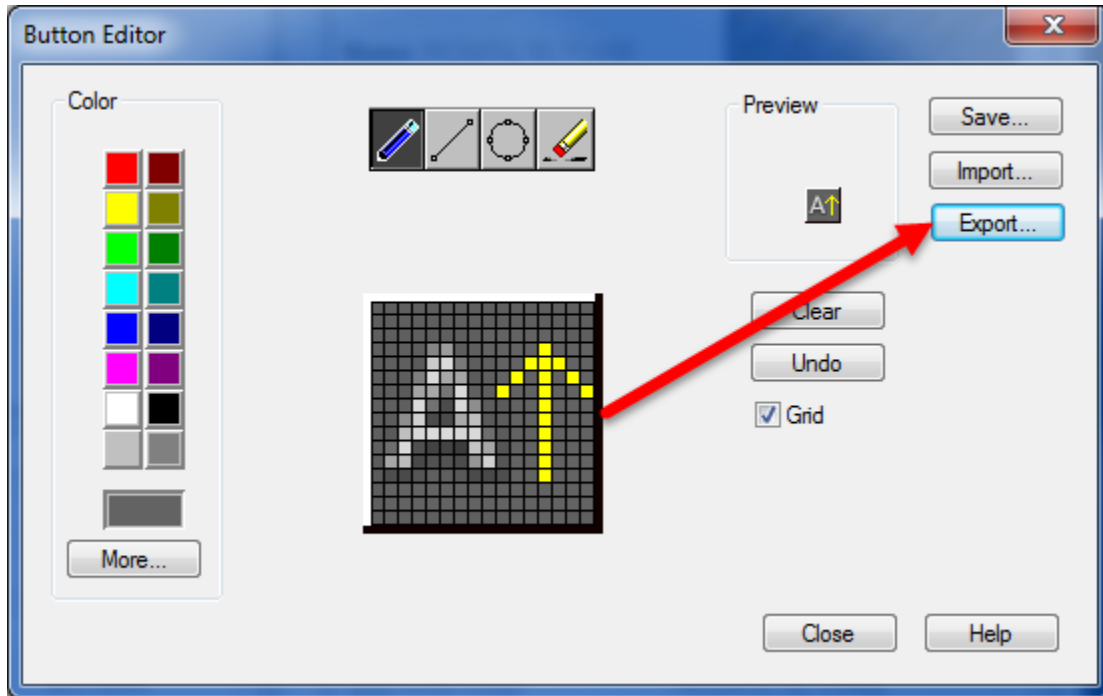 Button Editor
Color
Preview
Save...
Import...
A
Export...
Clear
Undo
A
Grid
More...
Close
Help